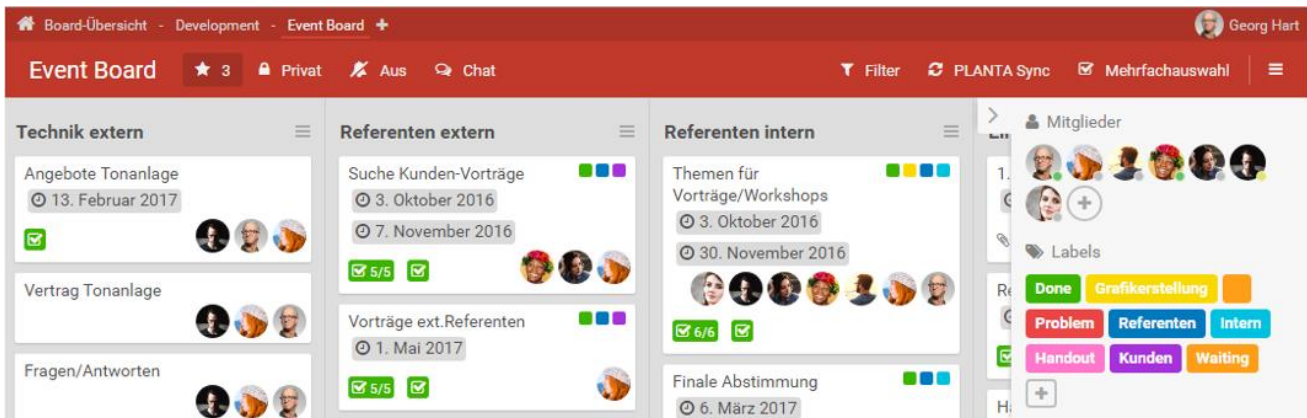 Board-Übersicht - Development - Event Board +
Georg Hart
Event Board ★ 3 Privat Aus Chat
Filter PLANTA Sync Mehrfachauswahl
Technik extern
Angebote Tonanlage
13. Februar 2017
Vertrag Tonanlage
Fragen/Antworten
Referenten extern
Suche Kunden-Vorträge
3. Oktober 2016
7. November 2016
5/5
Vorträge ext.Referenten
1. Mai 2017
5/5
Referenten intern
Themen für
Vorträge/Workshops
3. Oktober 2016
30. November 2016
6/6
Finale Abstimmung
6. März 2017
1.
Re
Mitglieder
Labels
Done Grafikerstellung
Problem Referenten Intern
Handout Kunden Waiting